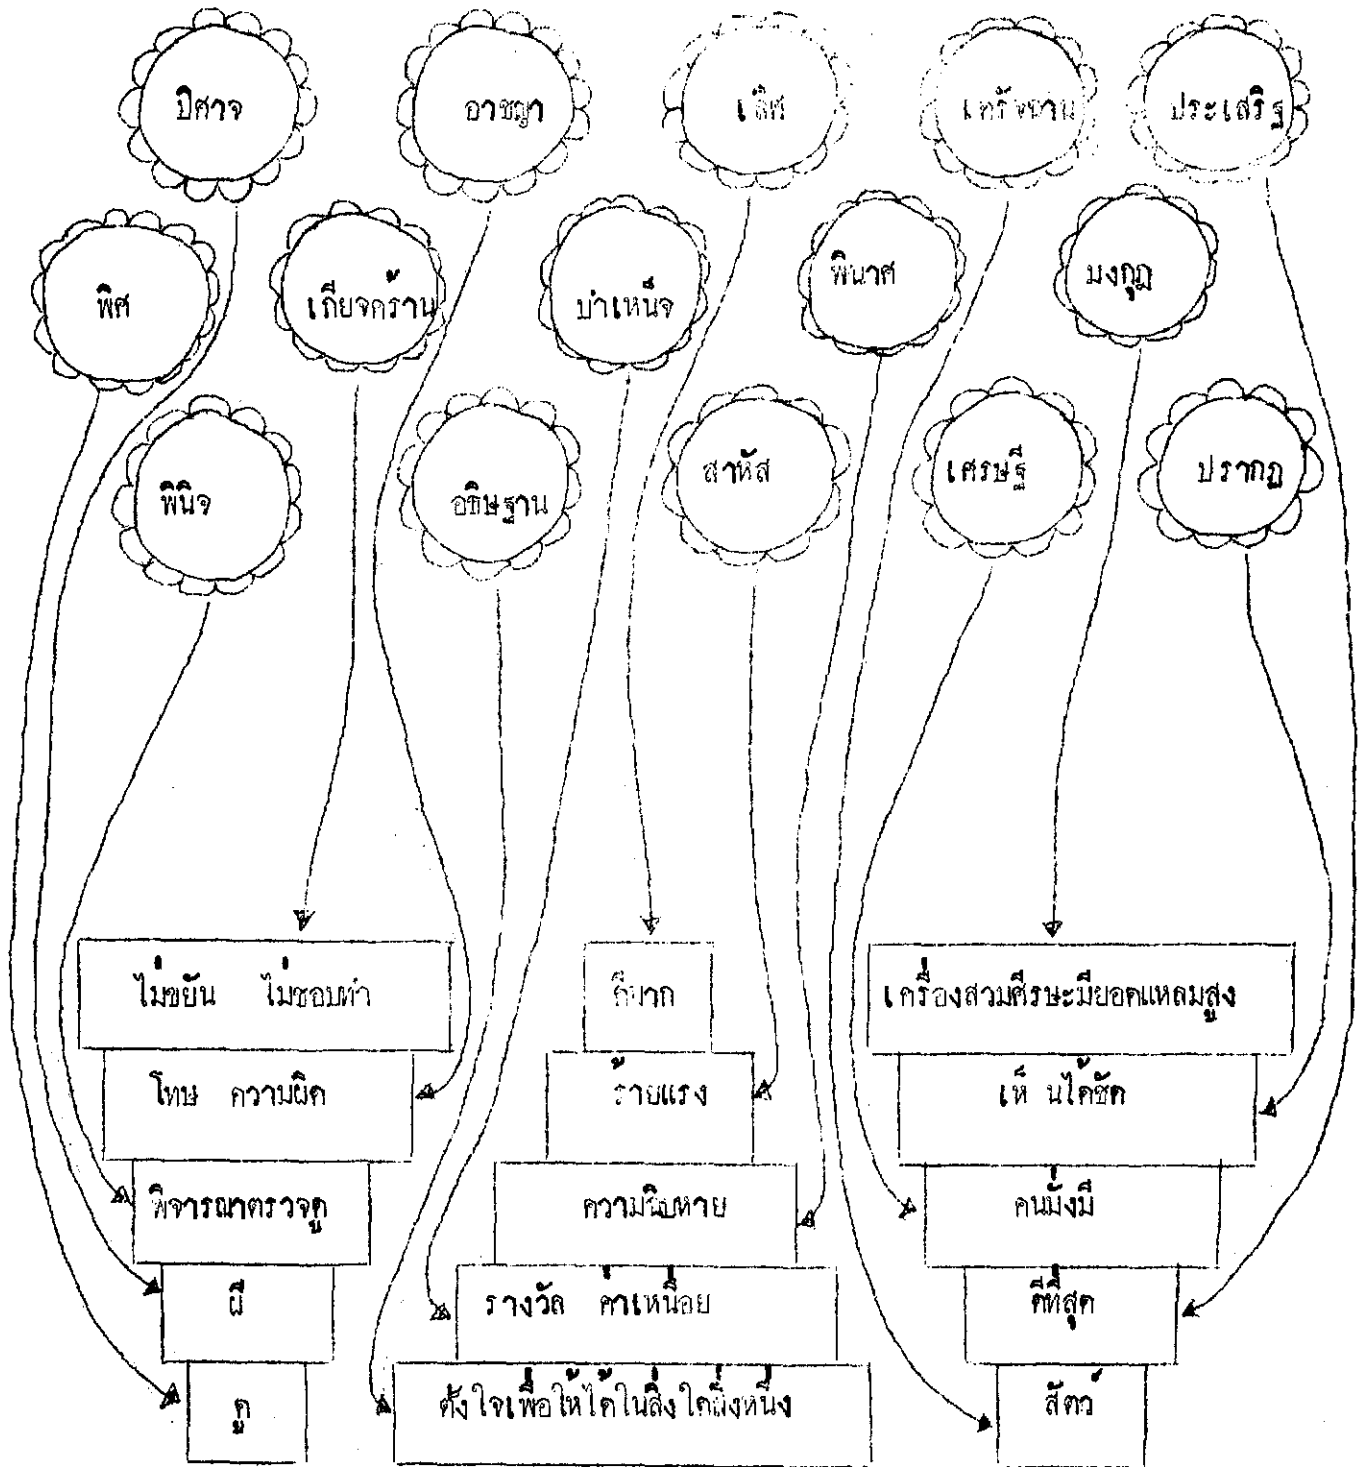 ปิศาจ อาชญา เลิศ เดรัจฉาน ประเสริฐ
พิศ เกียจคร้าน บำเหน็จ พินาศ มงกุฎ
พินิจ อธิษฐาน สาหัส เศรษฐี ปรากฏ
ไม่ขยัน ไม่ชอบทำ ดีมาก เครื่องสวมศีรษะมียอดแหลมสูง
โทษ ความผิด ร้ายแรง เห็นได้ชัด
พิจารณาตรวจดู ความฉิบหาย คนมั่งมี
ผี รางวัล ค่าเหนื่อย ดีที่สุด
ดู ตั้งใจเพื่อให้ได้ในสิ่งใดสิ่งหนึ่ง สัตว์